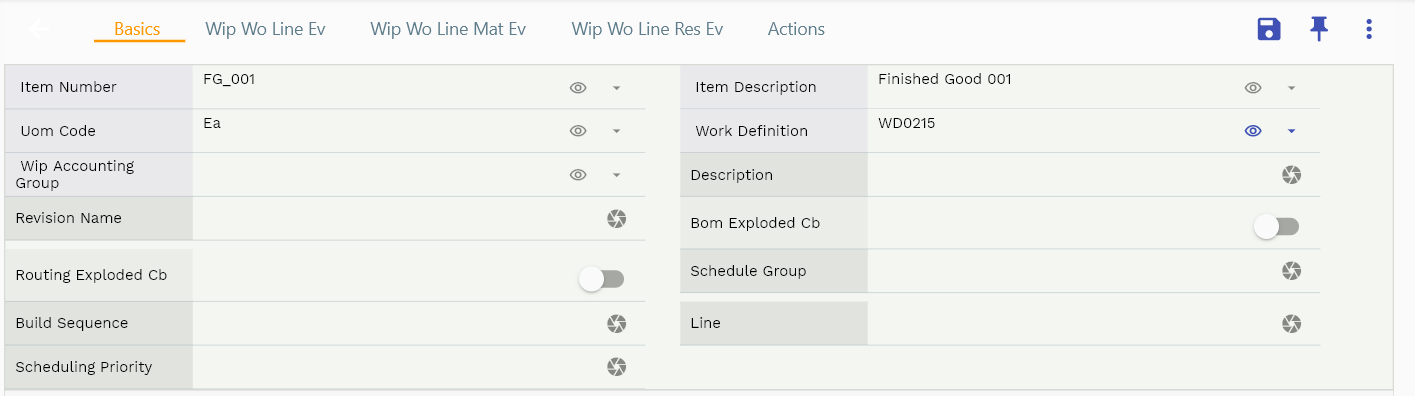 Basics Wip Wo Line Ev Wip Wo Line Mat Ev Wip Wo Line Res Ev Actions
Item Number FG_001 Item Description Finished Good 001
Uom Code Ea Work Definition WD0215
Wip Accounting
Group
Description
Revision Name
Bom Exploded Cb
Routing Exploded Cb
Schedule Group
Build Sequence
Line
Scheduling Priority